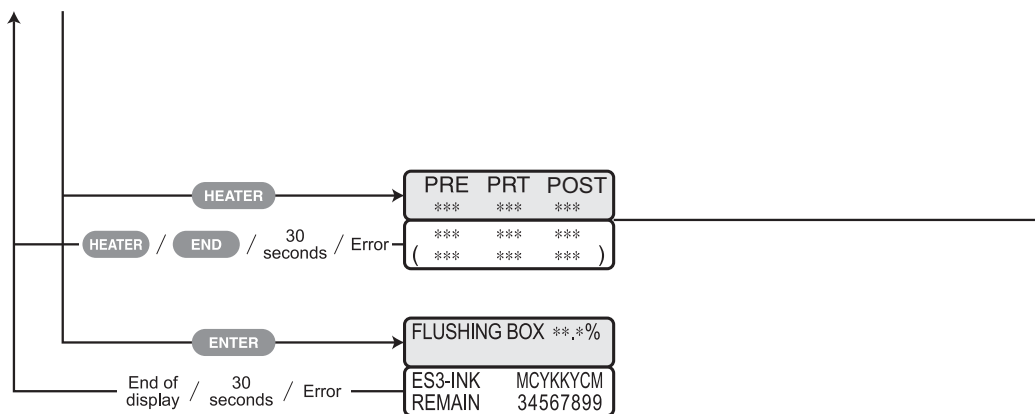 HEATER
PRE PRT POST
*** *** ***
*** *** ***
( *** *** *** )
HEATER / END / 30 seconds / Error
ENTER
FLUSHING BOX **.*%
ES3-INK MCYKKYCM
REMAIN 34567899
End of display / 30 seconds / Error